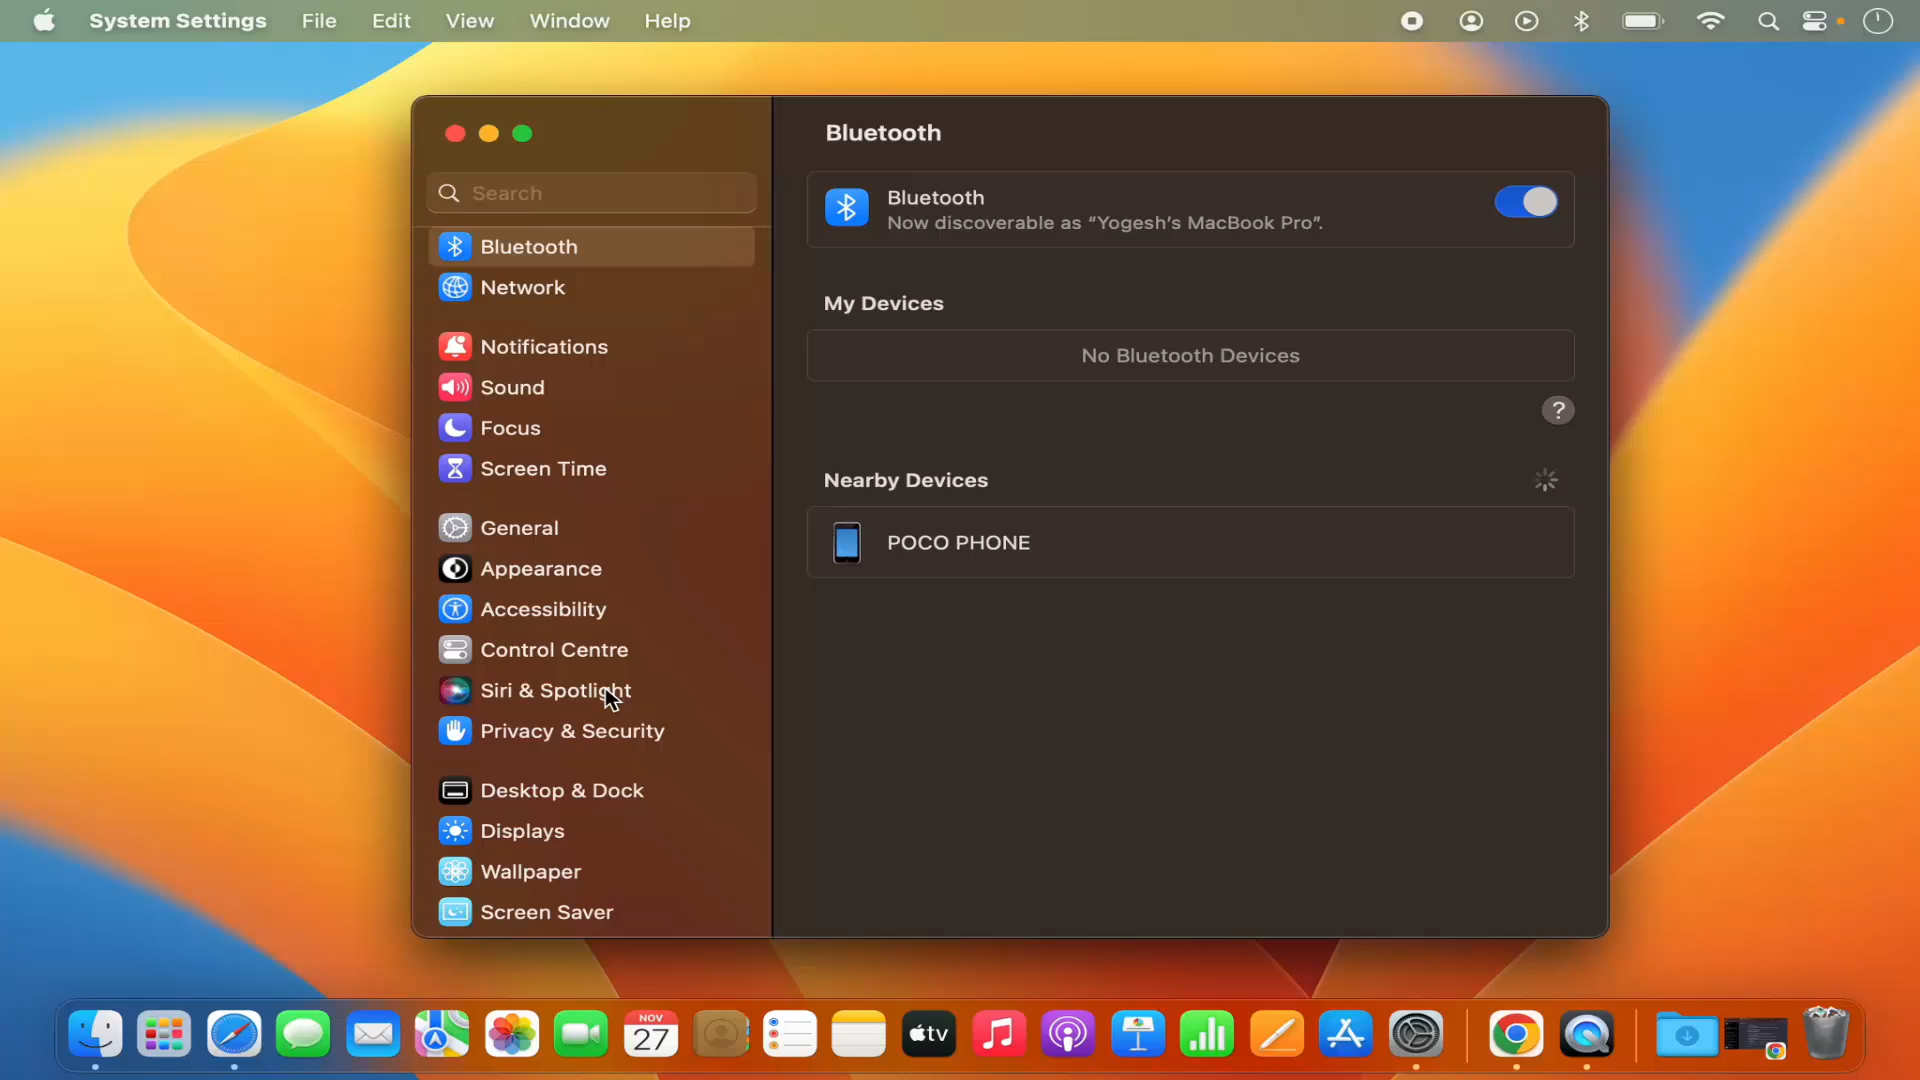 System Settings File Edit View Window Help
Bluetooth
Search
Bluetooth
Now discoverable as “Yogesh’s MacBook Pro”.
Bluetooth
Network
My Devices
No Bluetooth Devices
?
Notifications
Sound
Focus
Screen Time
Nearby Devices
POCO PHONE
General
Appearance
Accessibility
Control Centre
Siri & Spotlight
Privacy & Security
Desktop & Dock
Displays
Wallpaper
Screen Saver
NOV
27
tv